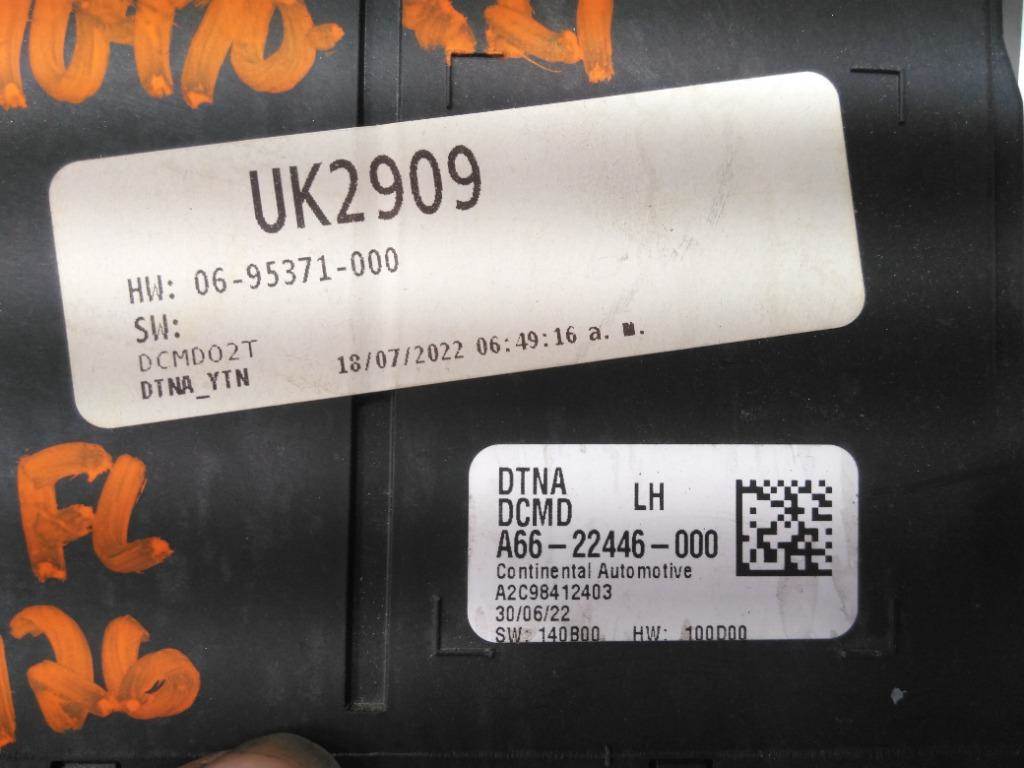 UK2909
HW: 06-95371-000
SW:
DCMD02T
DTNA_YTN
18/07/2022 06:49:16 a. m.
FL
126
DTNA
DCMD
LH
A66-22446-000
Continental Automotive
A2C98412403
30/06/22
SW: 140B00 HW: 100D00